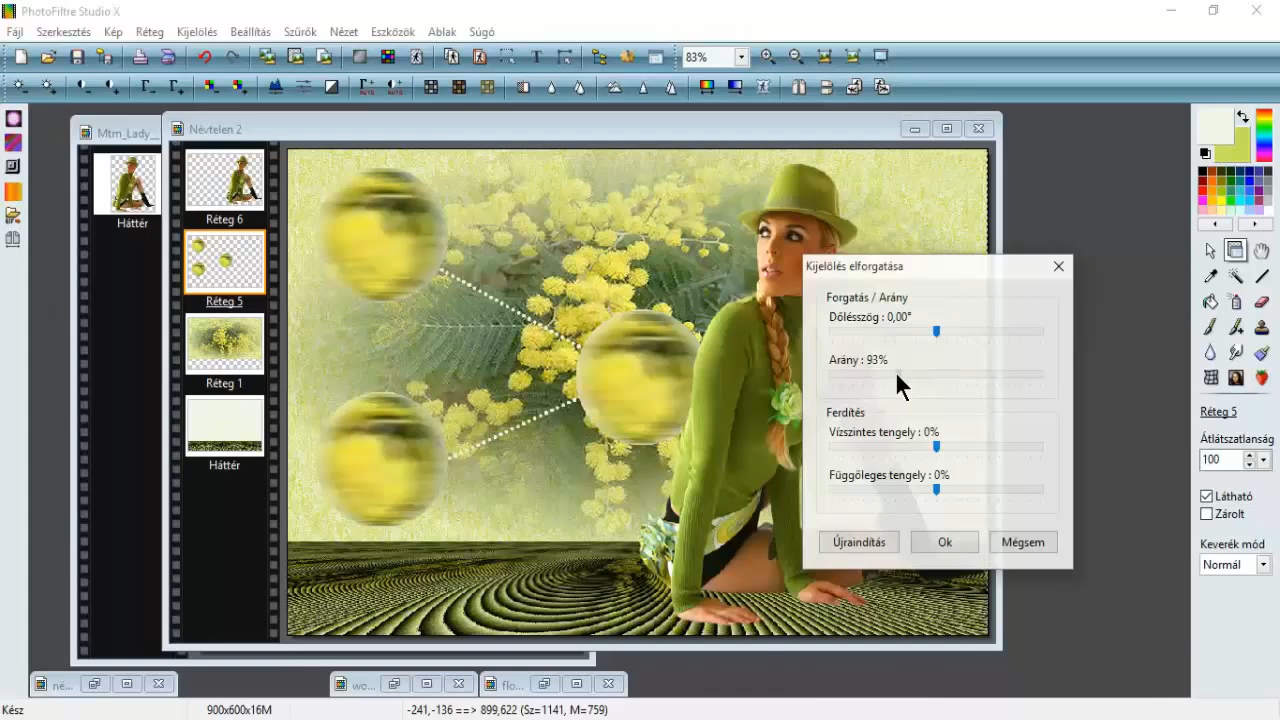 PhotoFiltre Studio X
Fájl Szerkesztés Kép Réteg Kijelölés Beállítás Szűrők Nézet Eszközök Ablak Súgó
83%
Mtm_Lady_
Névtelen 2
Háttér
Réteg 6
Réteg 5
Réteg 1
Háttér
Kijelölés elforgatása
Forgatás / Arány
Dőlésszög : 0,00°
Arány : 93%
Ferdítés
Vízszintes tengely : 0%
Függőleges tengely : 0%
Újraindítás Ok Mégsem
Réteg 5
Átlátszatlanság
100
Látható
Zárolt
Keverék mód
Normál
né...
wo...
flo...
Kész 900x600x16M -241,-136 ==> 899,622 (Sz=1141, M=759)